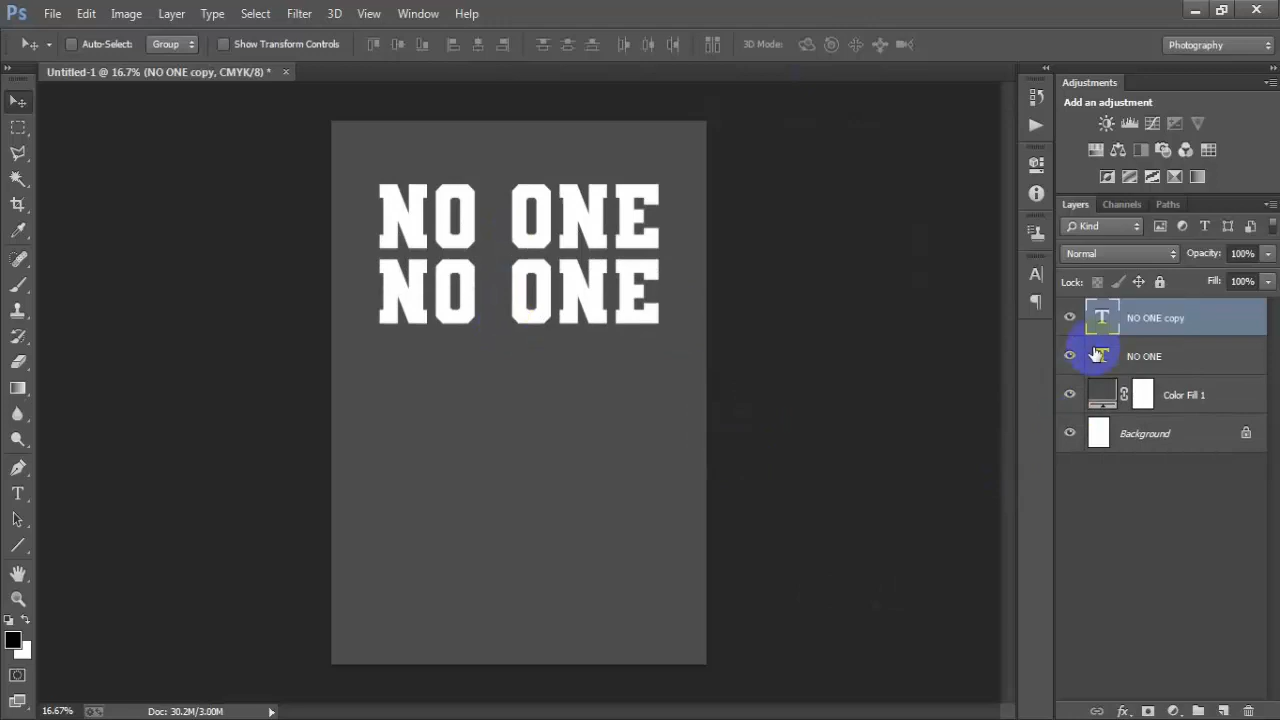 Ps File Edit Image Layer Type Select Filter 3D View Window Help
Auto-Select: Group Show Transform Controls 3D Mode: Photography
Untitled-1 @ 16.7% (NO ONE copy, CMYK/8) * ×
Adjustments
Add an adjustment
NO ONE
NO ONE
Layers Channels Paths
Kind
Normal Opacity: 100%
Lock: Fill: 100%
T NO ONE copy
T NO ONE
Color Fill 1
Background
16.67% Doc: 30.2M/3.00M